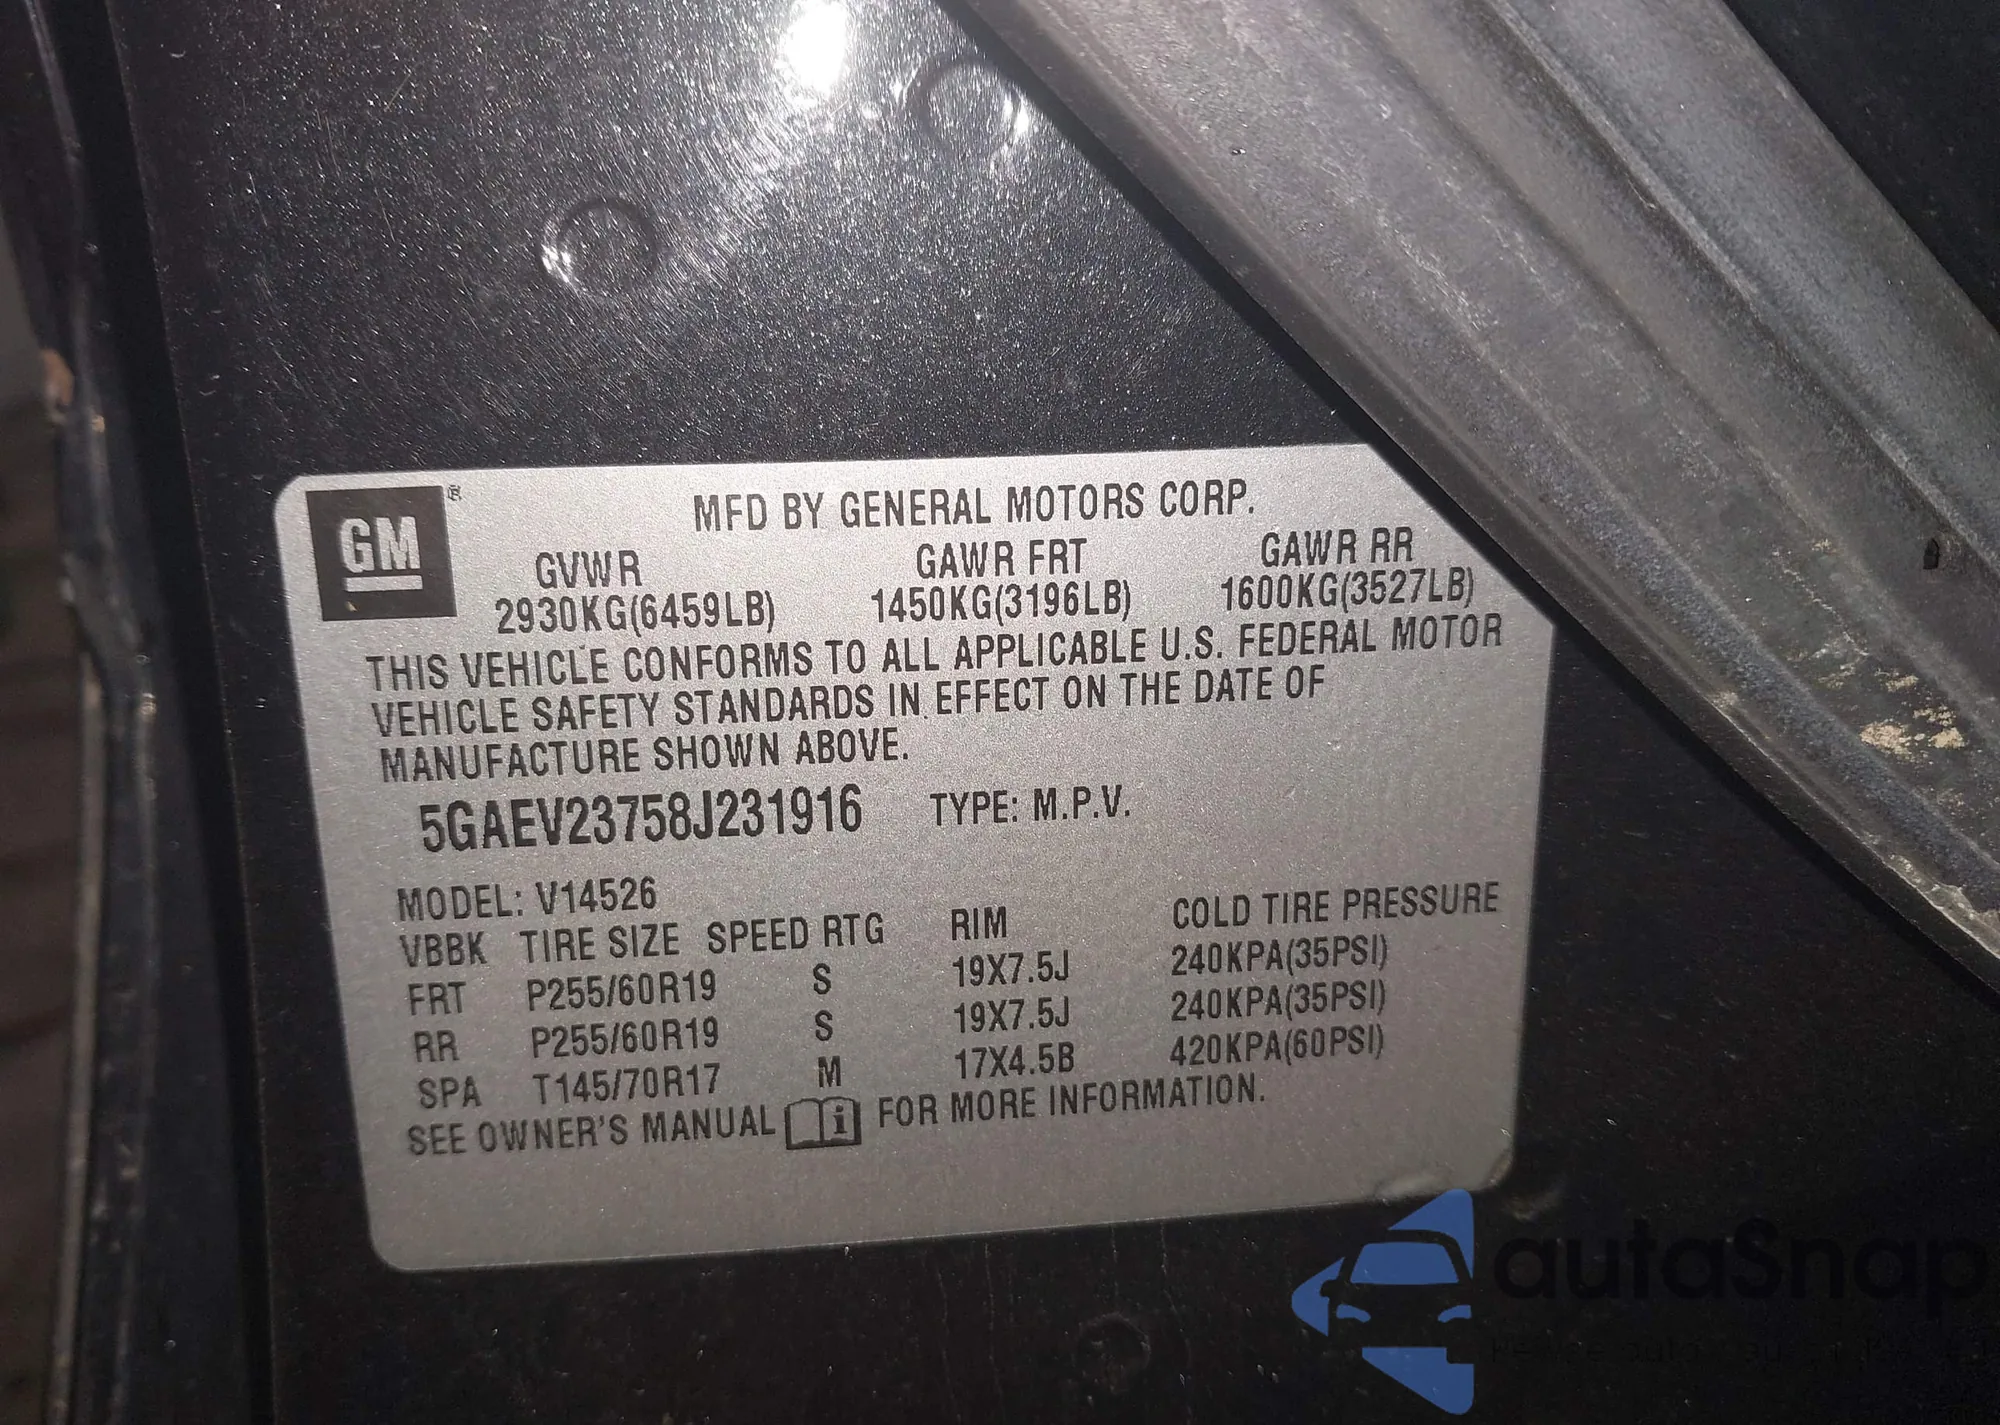 GM®
MFD BY GENERAL MOTORS CORP.
GVWR GAWR FRT GAWR RR
2930KG(6459LB) 1450KG(3196LB) 1600KG(3527LB)
THIS VEHICLE CONFORMS TO ALL APPLICABLE U.S. FEDERAL MOTOR
VEHICLE SAFETY STANDARDS IN EFFECT ON THE DATE OF
MANUFACTURE SHOWN ABOVE.
5GAEV23758J231916 TYPE: M.P.V.
MODEL: V14526
VBBK TIRE SIZE SPEED RTG RIM COLD TIRE PRESSURE
FRT P255/60R19 S 19X7.5J 240KPA(35PSI)
RR P255/60R19 S 19X7.5J 240KPA(35PSI)
SPA T145/70R17 M 17X4.5B 420KPA(60PSI)
SEE OWNER'S MANUAL i FOR MORE INFORMATION.
autaSnap